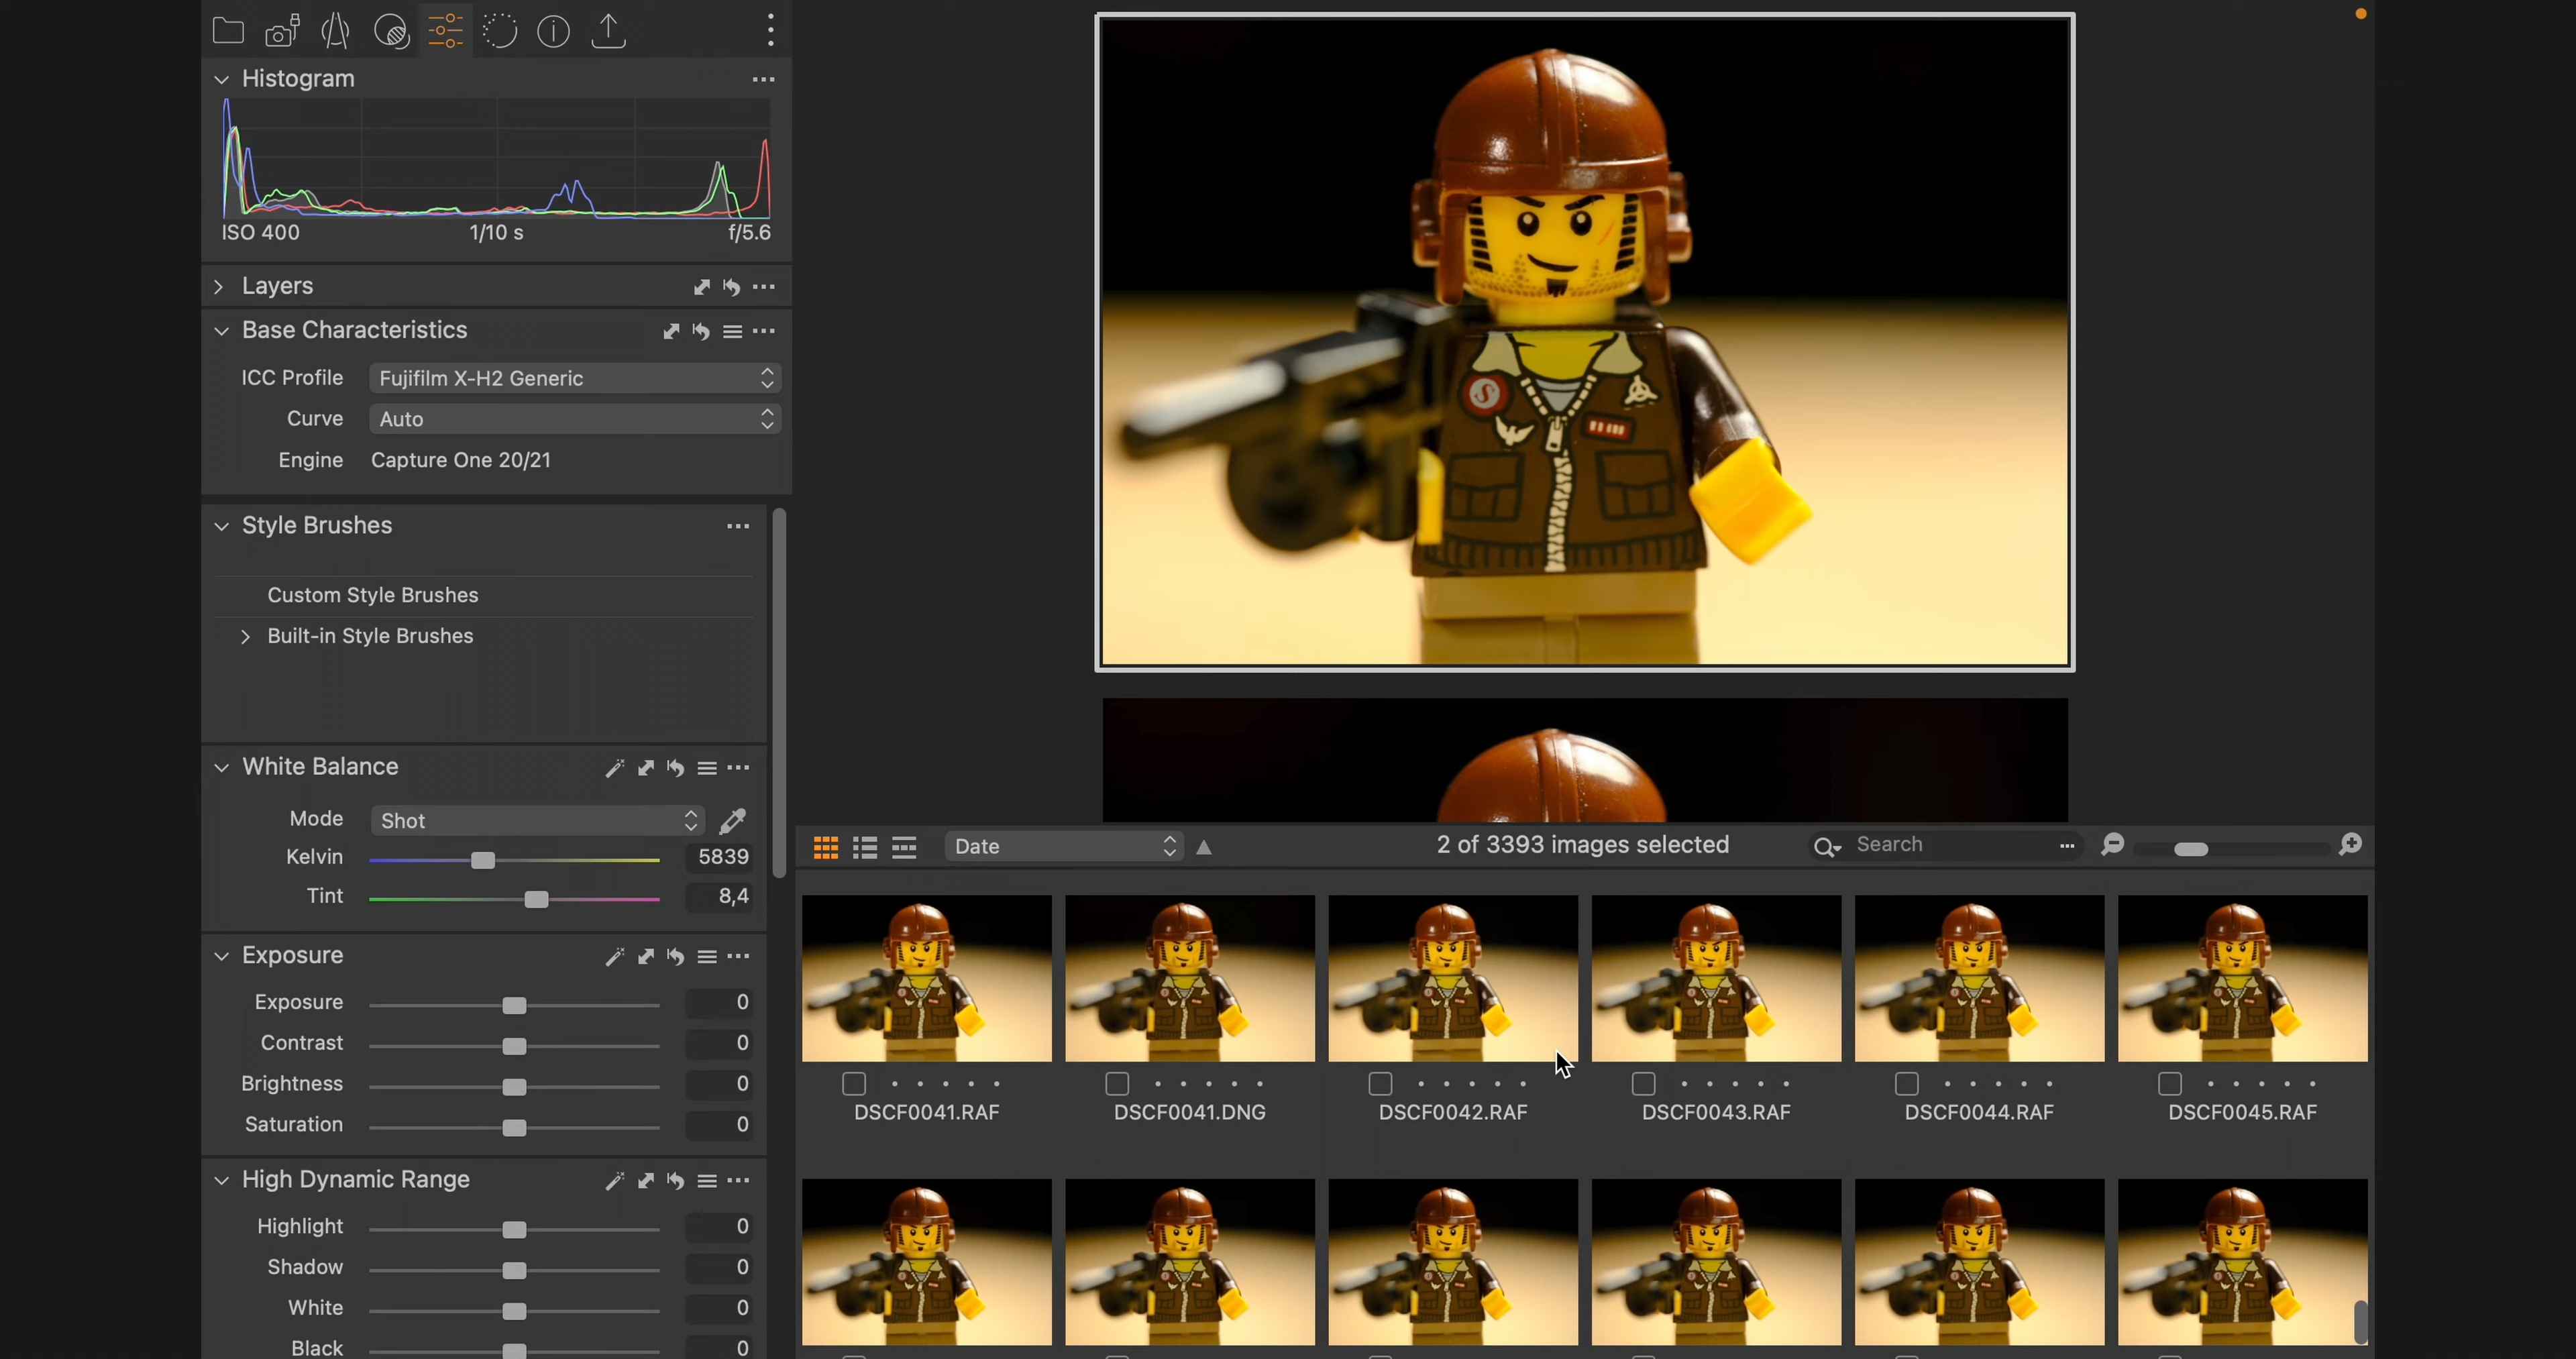 Histogram
ISO 400 1/10 s f/5.6
Layers
Base Characteristics
ICC Profile Fujifilm X-H2 Generic
Curve Auto
Engine Capture One 20/21
Style Brushes
Custom Style Brushes
Built-in Style Brushes
White Balance
Mode Shot
Kelvin 5839
Tint 8,4
Exposure
Exposure 0
Contrast 0
Brightness 0
Saturation 0
High Dynamic Range
Highlight 0
Shadow 0
White 0
Black 0
Date 2 of 3393 images selected Search
DSCF0041.RAF DSCF0041.DNG DSCF0042.RAF DSCF0043.RAF DSCF0044.RAF DSCF0045.RAF